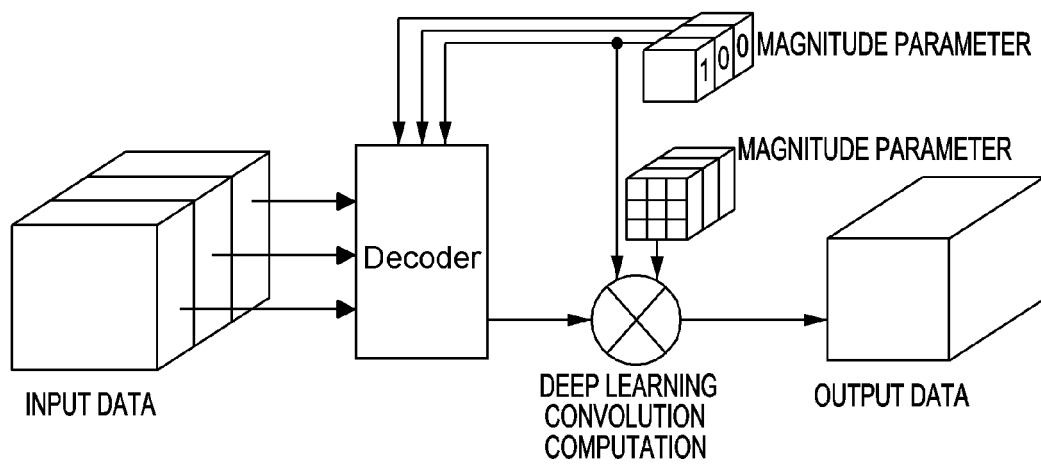 1 0 0
MAGNITUDE PARAMETER
MAGNITUDE PARAMETER
Decoder
INPUT DATA
DEEP LEARNING
CONVOLUTION
COMPUTATION
OUTPUT DATA